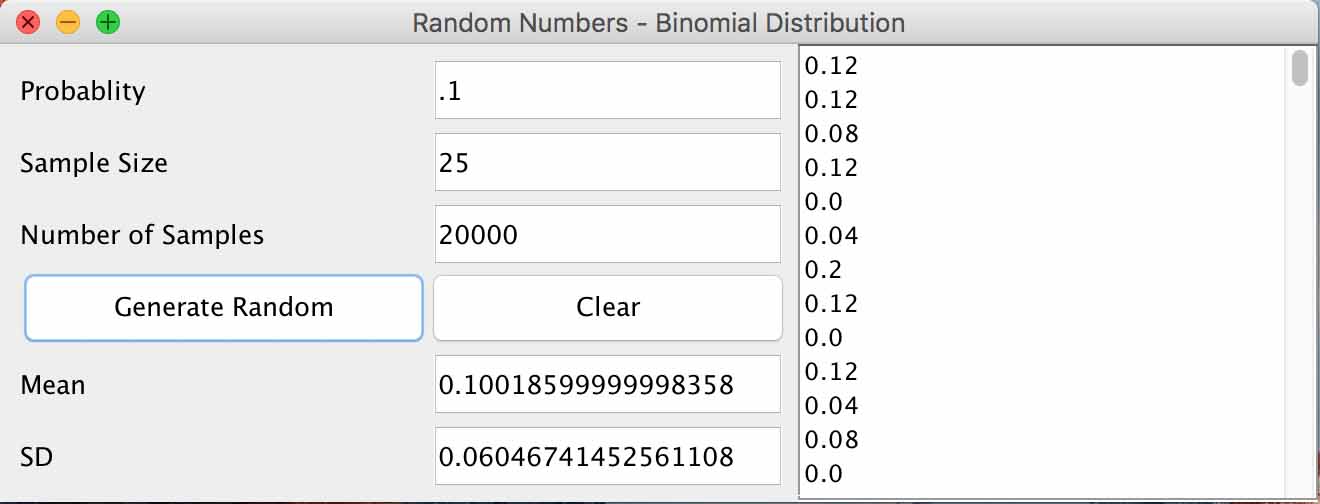 Random Numbers - Binomial Distribution
Probablity
.1
Sample Size
25
Number of Samples
20000
Generate Random
Clear
Mean
0.10018599999998358
SD
0.06046741452561108
0.12
0.12
0.08
0.12
0.0
0.04
0.2
0.12
0.0
0.12
0.04
0.08
0.0